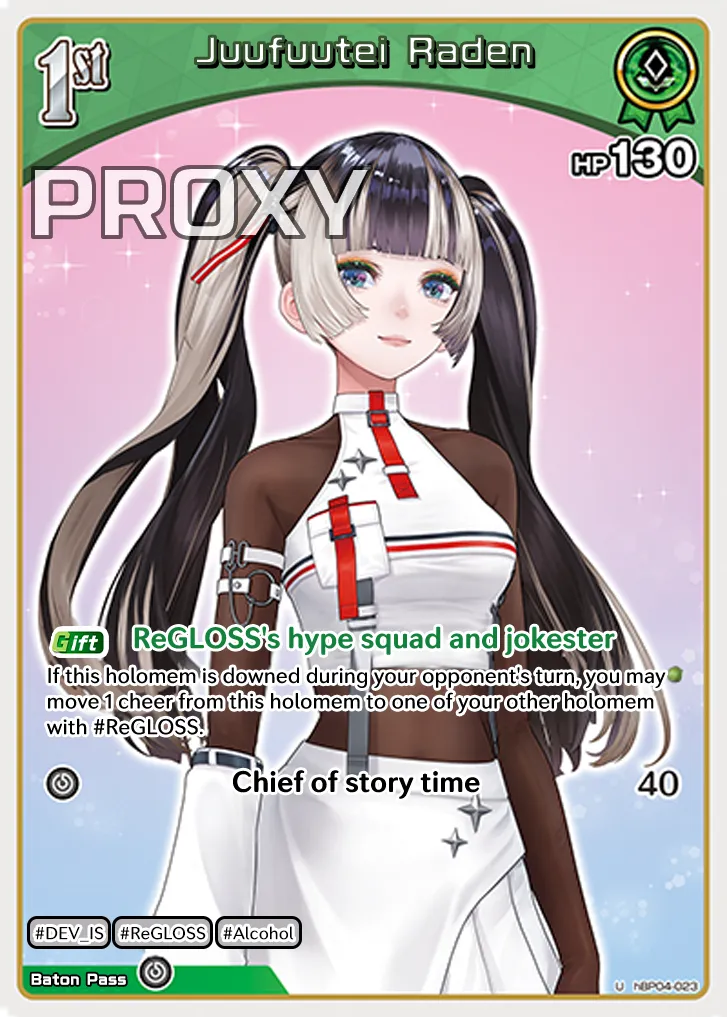 1st
Juufuutei Raden
HP130
PROXY
Gift ReGLOSS's hype squad and jokester
If this holomem is downed during your opponent's turn, you may
move 1 cheer from this holomem to one of your other holomem
with #ReGLOSS.
Chief of story time 40
#DEV_IS #ReGLOSS #Alcohol
Baton Pass
U hBP04-023